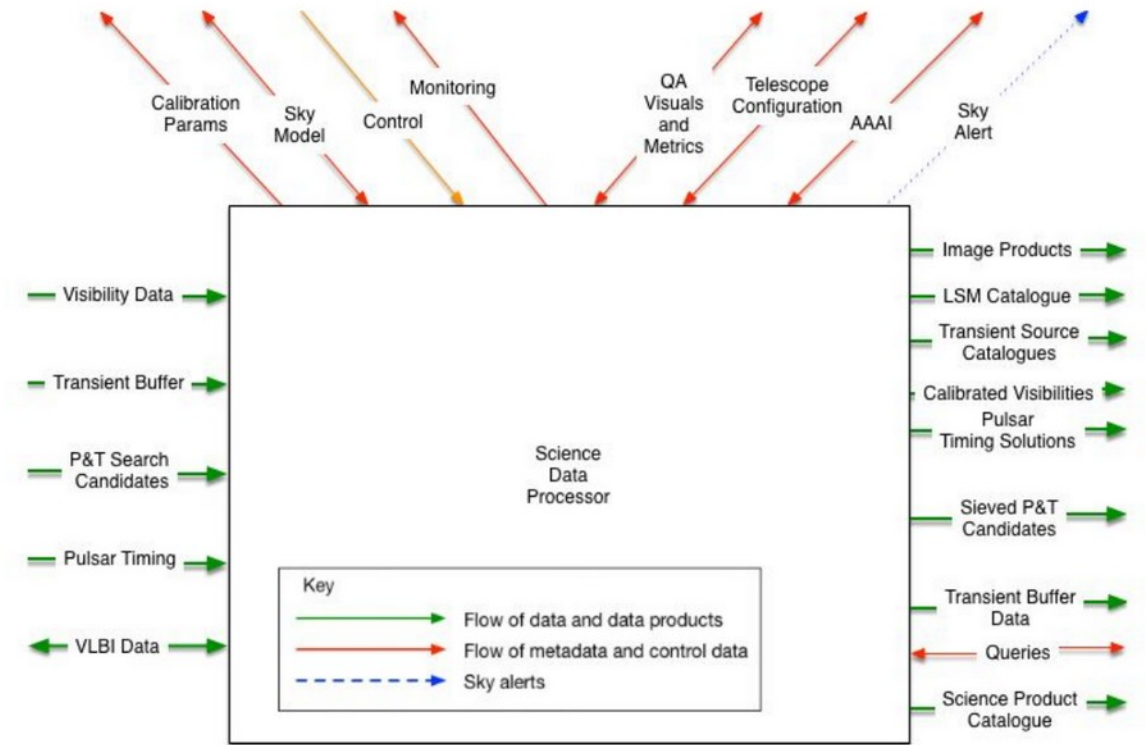 Calibration
Params
Sky
Model
Control
Monitoring
QA
Visuals
and
Metrics
Telescope
Configuration
AAAI
Sky
Alert
Visibility Data
Transient Buffer
P&T Search
Candidates
Pulsar Timing
VLBI Data
Science
Data
Processor
Key
Flow of data and data products
Flow of metadata and control data
Sky alerts
Image Products
LSM Catalogue
Transient Source
Catalogues
Calibrated Visibilities
Pulsar
Timing Solutions
Sieved P&T
Candidates
Transient Buffer
Data
Queries
Science Product
Catalogue